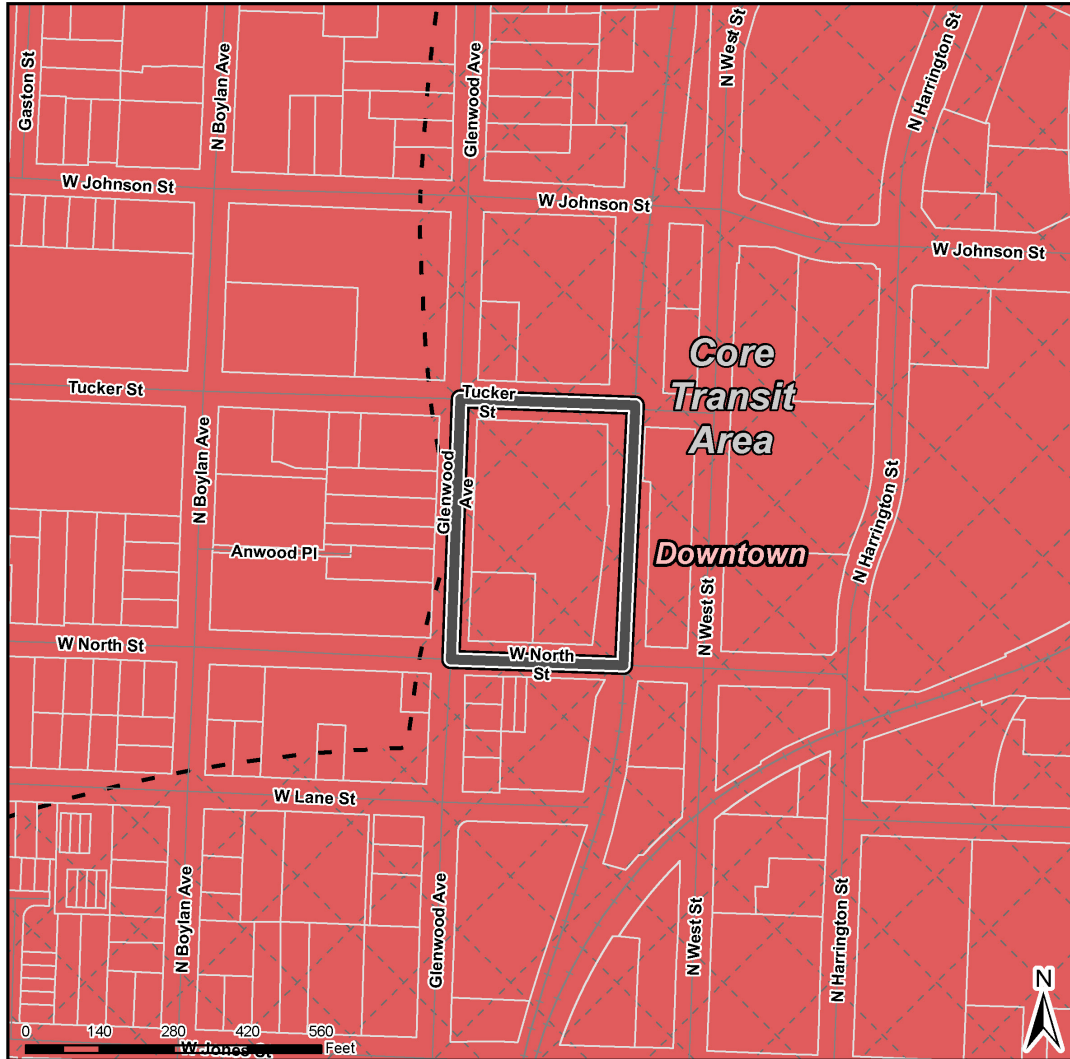 Gaston St
N Boylan Ave
Glenwood Ave
N West St
N Harrington St
W Johnson St
W Johnson St
W Johnson St
Core
Transit
Area
Tucker St
Tucker
St
N Boylan Ave
Glenwood
Ave
N Harrington St
Anwood Pl
Downtown
N West St
W North St
W North
St
W Lane St
N Boylan Ave
Glenwood Ave
N West St
N Harrington St
N
0 140 280 420 560
Feet
W Jones St